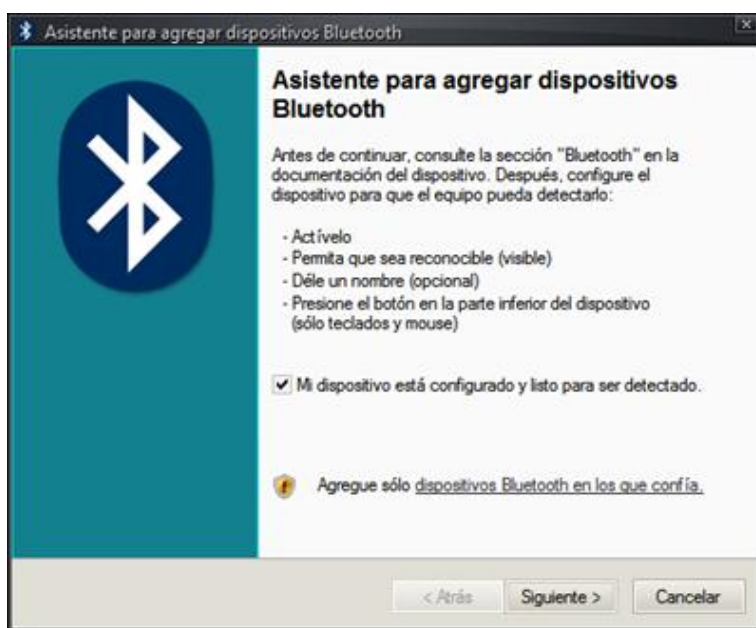 Asistente para agregar dispositivos Bluetooth
Asistente para agregar dispositivos
Bluetooth
Antes de continuar, consulte la sección "Bluetooth" en la
documentación del dispositivo. Después, configure el
dispositivo para que el equipo pueda detectarlo:
- Actívelo
- Permita que sea reconocible (visible)
- Déle un nombre (opcional)
- Presione el botón en la parte inferior del dispositivo
(sólo teclados y mouse)
Mi dispositivo está configurado y listo para ser detectado.
Agregue sólo dispositivos Bluetooth en los que confía.
< Atrás Siguiente > Cancelar